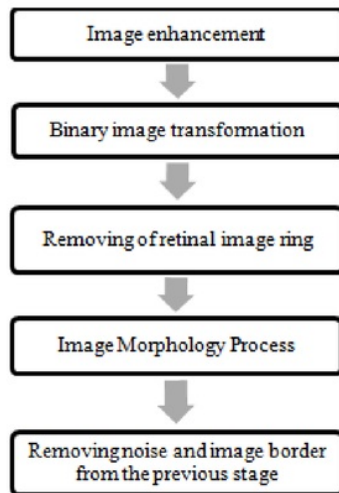 Image enhancement
Binary image transformation
Removing of retinal image ring
Image Morphology Process
Removing noise and image border
from the previous stage